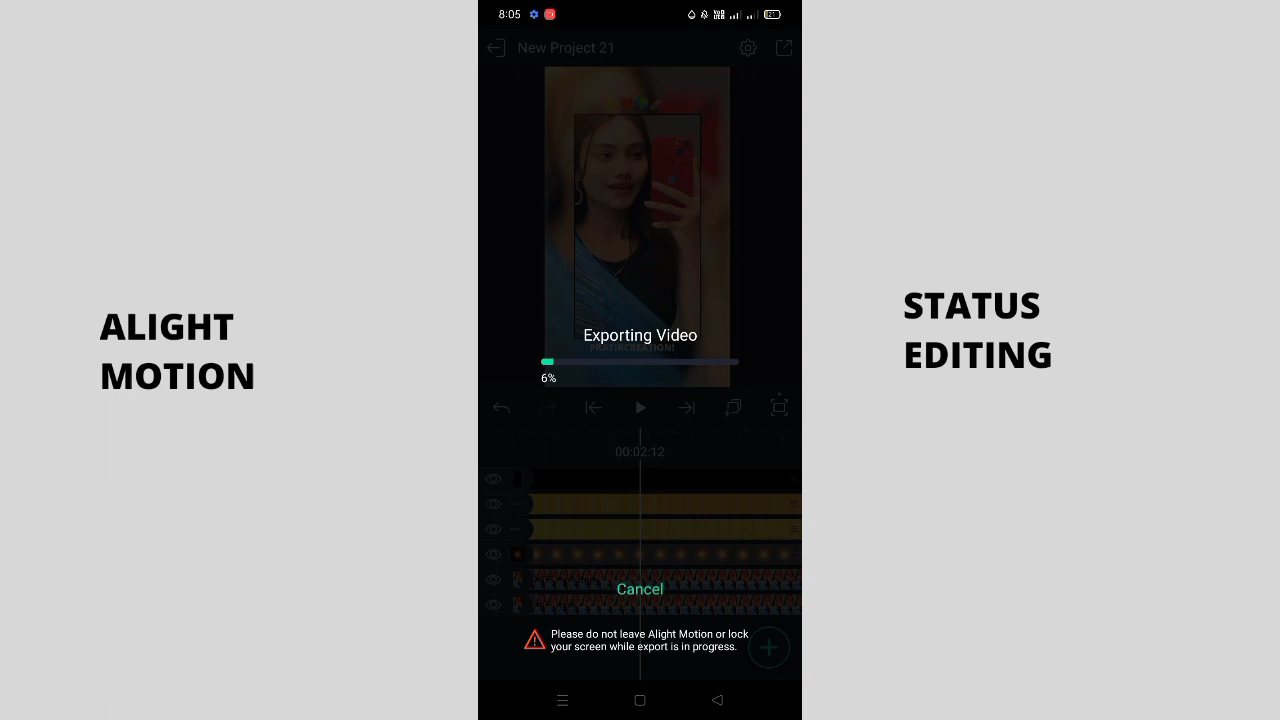 8:05
New Project 21
ALIGHT
MOTION
STATUS
EDITING
Exporting Video
PRATIKCREATION!
6%
00:02:12
Cancel
Please do not leave Alight Motion or lock
your screen while export is in progress.